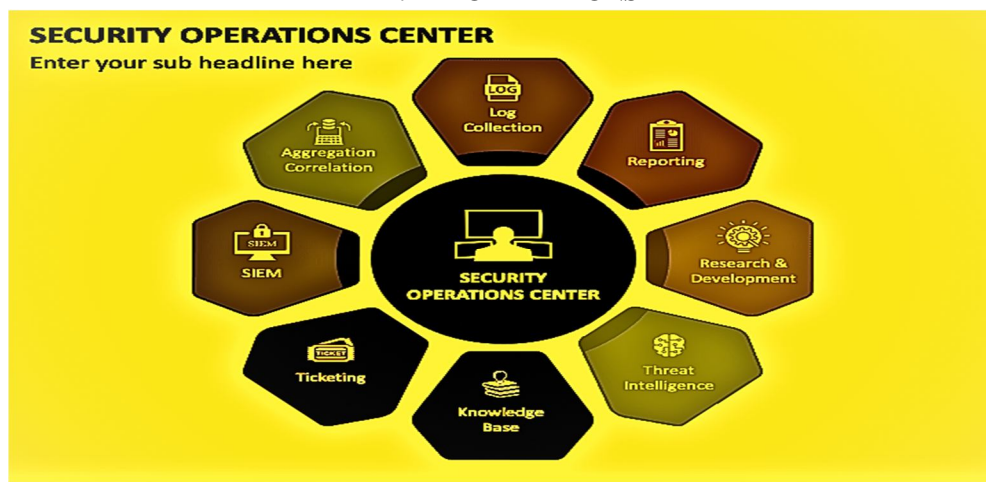 SECURITY OPERATIONS CENTER
Enter your sub headline here
LOG
Log
Collection
Reporting
Research &
Development
Threat
Intelligence
Knowledge
Base
TICKET
Ticketing
SIEM
SIEM
Aggregation
Correlation
SECURITY
OPERATIONS CENTER